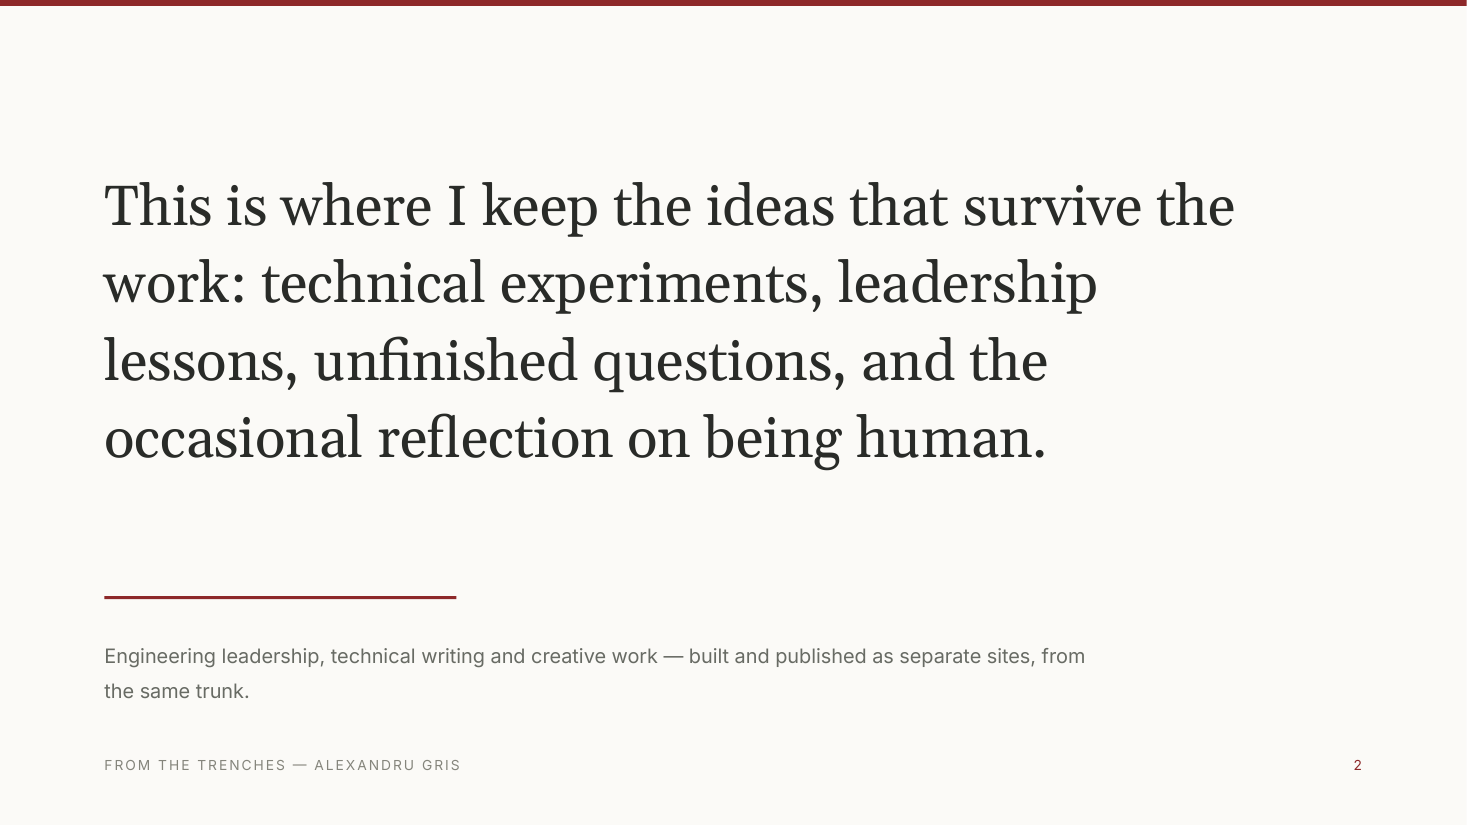 This is where I keep the ideas that survive the
work: technical experiments, leadership
lessons, unfinished questions, and the
occasional reflection on being human.
Engineering leadership, technical writing and creative work — built and published as separate sites, from
the same trunk.
FROM THE TRENCHES — ALEXANDRU GRIS
2